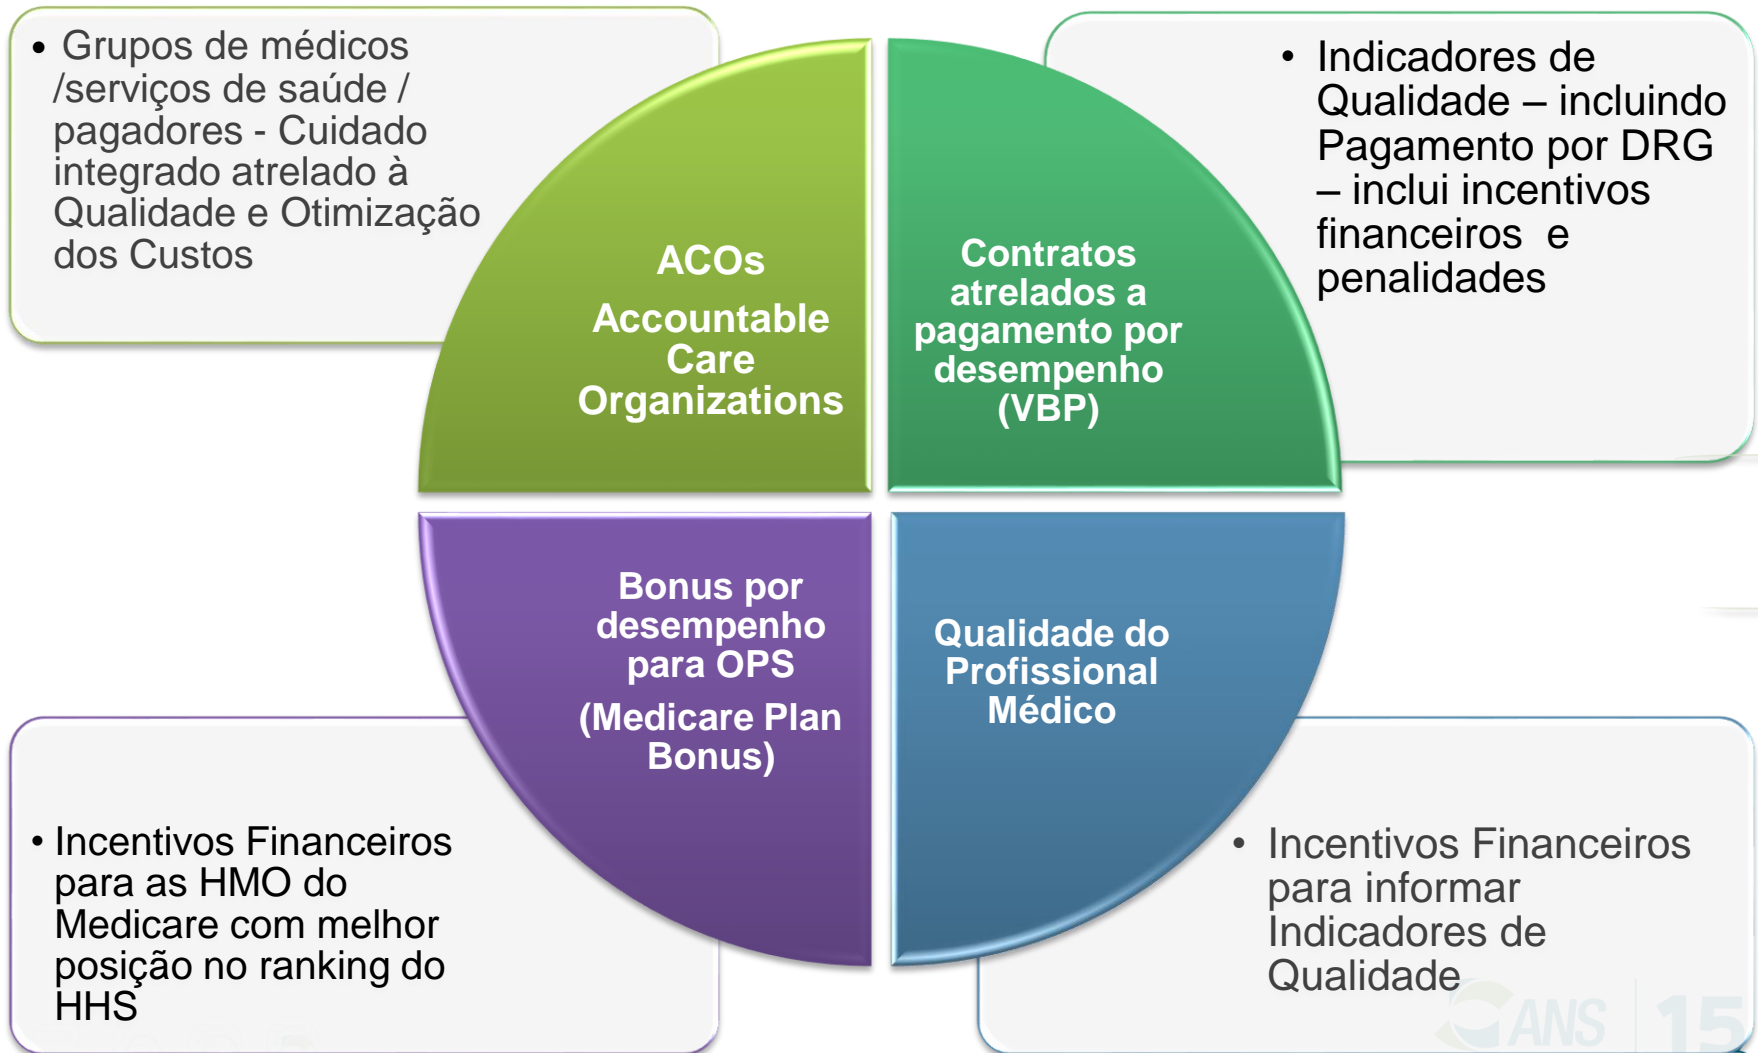 • Grupos de médicos
/serviços de saúde /
pagadores - Cuidado
integrado atrelado à
Qualidade e Otimização
dos Custos
ACOs
Accountable
Care
Organizations
Contratos
atrelados a
pagamento por
desempenho
(VBP)
• Indicadores de
Qualidade – incluindo
Pagamento por DRG
– inclui incentivos
financeiros e
penalidades
Bonus por
desempenho
para OPS
(Medicare Plan
Bonus)
• Incentivos Financeiros
para as HMO do
Medicare com melhor
posição no ranking do
HHS
Qualidade do
Profissional
Médico
• Incentivos Financeiros
para informar
Indicadores de
Qualidade
ANS
15